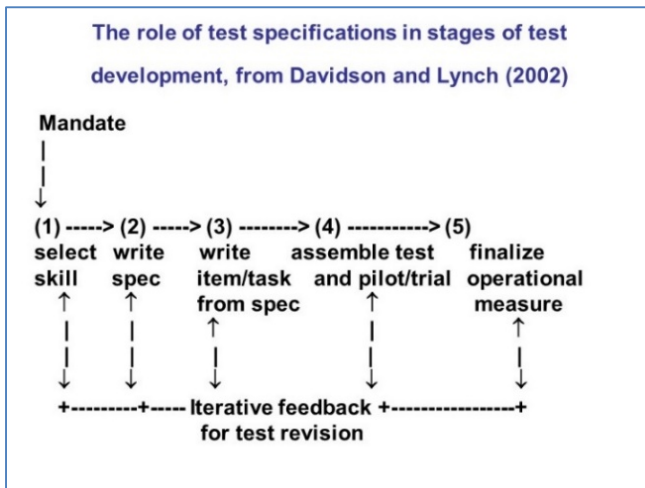 The role of test specifications in stages of test
development, from Davidson and Lynch (2002)
Mandate
|
|
↓
(1) -----> (2) -----> (3) --------> (4) -----------> (5)
select write write assemble test finalize
skill spec item/task and pilot/trial operational
↑ ↑ from spec ↑ measure
| | ↑ | ↑
| | | | |
↓ ↓ ↓ ↓ ↓
+---------+----- Iterative feedback +-----------------+
for test revision